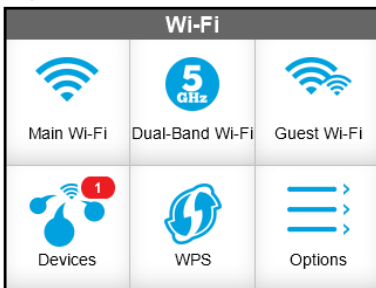 Wi-Fi
5
GHz
Main Wi-Fi
Dual-Band Wi-Fi
Guest Wi-Fi
1
Devices
WPS
Options